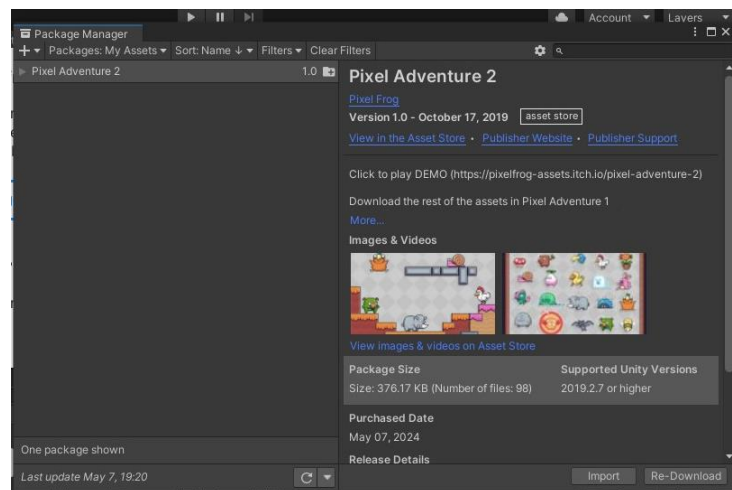 Account Layers
Package Manager
Packages: My Assets Sort: Name ↓ Filters Clear Filters
Pixel Adventure 2 1.0
Pixel Adventure 2
Pixel Frog
Version 1.0 - October 17, 2019 asset store
View in the Asset Store • Publisher Website • Publisher Support
Click to play DEMO (https://pixelfrog-assets.itch.io/pixel-adventure-2)
Download the rest of the assets in Pixel Adventure 1
More...
Images & Videos
View images & videos on Asset Store
Package Size Supported Unity Versions
Size: 376.17 KB (Number of files: 98) 2019.2.7 or higher
Purchased Date
May 07, 2024
Release Details
One package shown
Last update May 7, 19:20
Import Re-Download